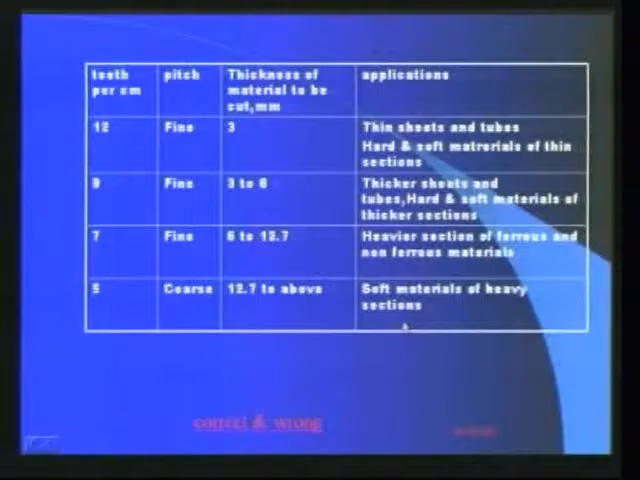 teeth per cm
pitch
Thickness of material to be cut,mm
applications
12
Fine
3
Thin sheets and tubes
Hard & soft matrerials of thin sections
9
Fine
3 to 6
Thicker sheets and tubes,Hard & soft materials of thicker sections
7
Fine
6 to 12.7
Heavier section of ferrous and non ferrous materials
5
Coarse
12.7 to above
Soft materials of heavy sections
correct & wrong